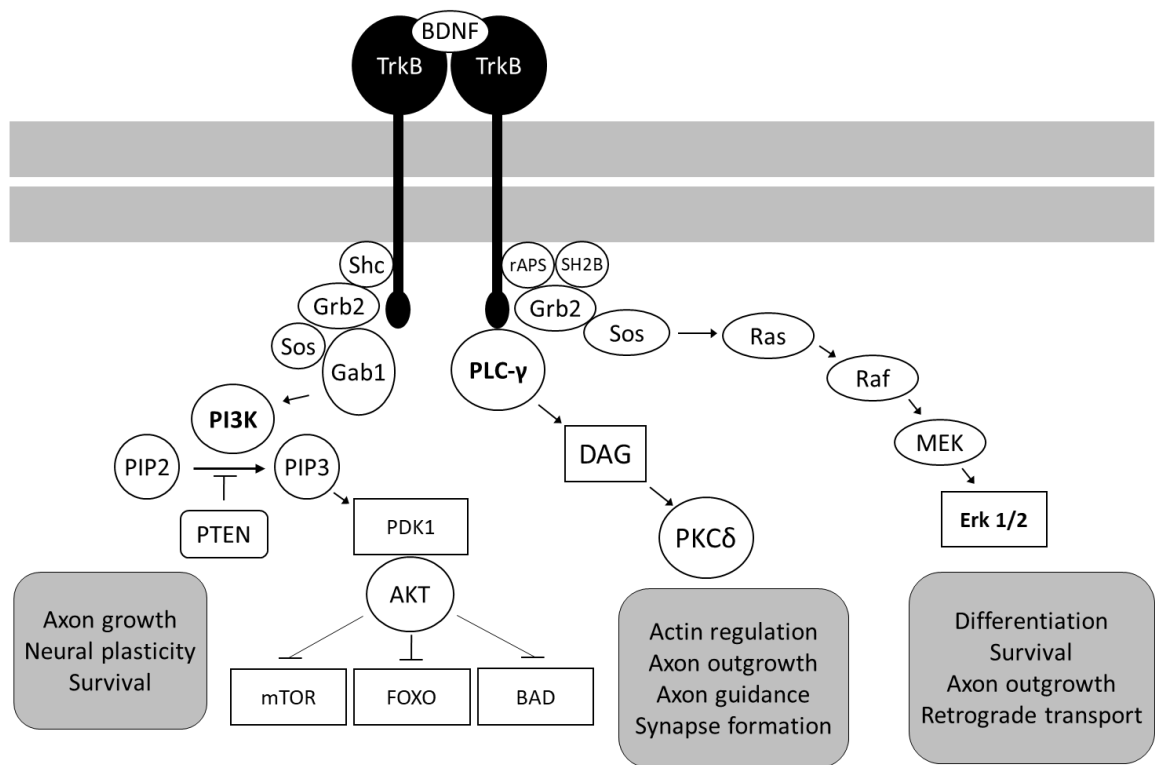 BDNF
TrkB
TrkB
Shc
rAPS
SH2B
Grb2
Grb2
Sos
Sos
Ras
Gab1
PLC-γ
Raf
PI3K
MEK
PIP2
PIP3
DAG
PTEN
PDK1
PKCδ
Erk 1/2
AKT
Axon growth
Neural plasticity
Survival
mTOR
FOXO
BAD
Actin regulation
Axon outgrowth
Axon guidance
Synapse formation
Differentiation
Survival
Axon outgrowth
Retrograde transport